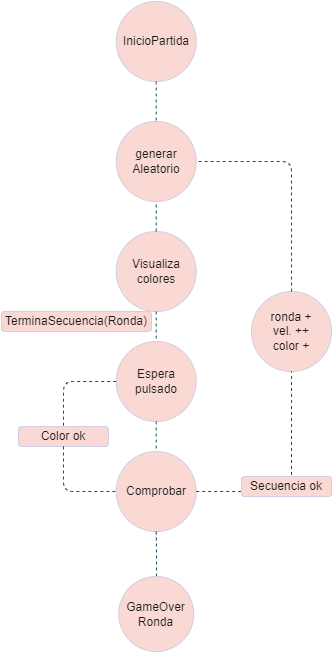 InicioPartida
generar
Aleatorio
Visualiza
colores
TerminaSecuencia(Ronda)
ronda +
vel. ++
color +
Espera
pulsado
Color ok
Comprobar
Secuencia ok
GameOver
Ronda